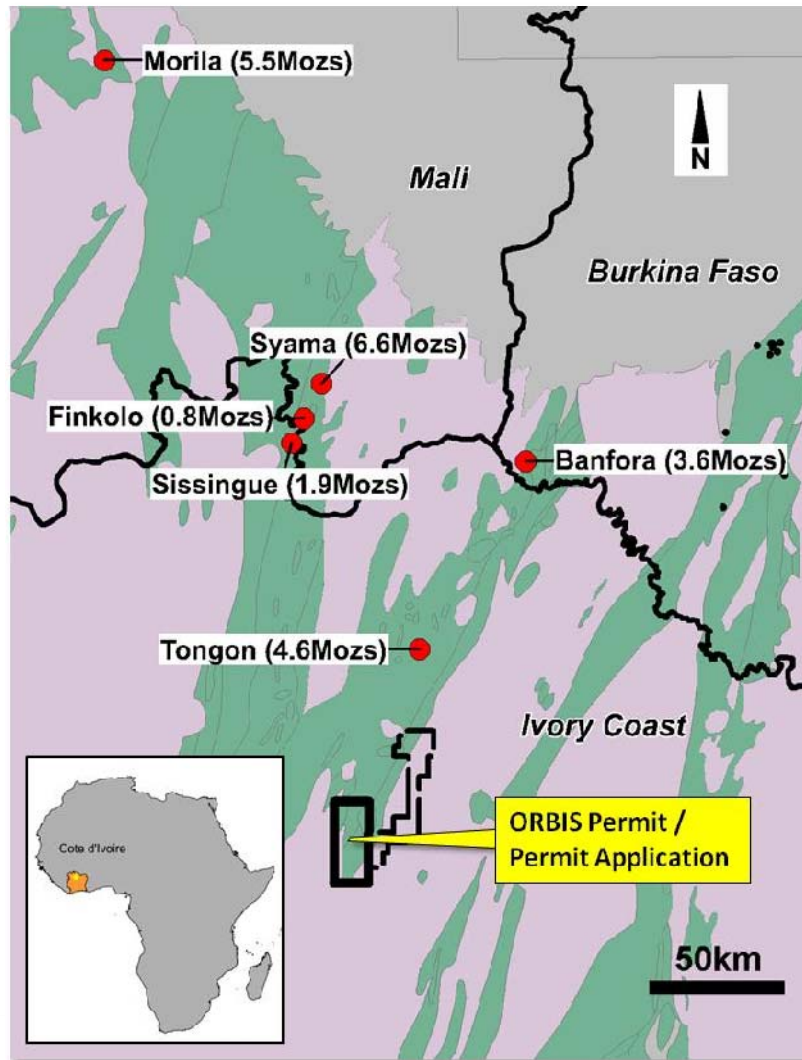 Morila (5.5Mozs)
N
Mali
Burkina Faso
Syama (6.6Mozs)
Finkolo (0.8Mozs)
Sissingue (1.9Mozs)
Banfora (3.6Mozs)
Tongon (4.6Mozs)
Ivory Coast
ORBIS Permit /
Permit Application
Cote d'Ivoire
50km